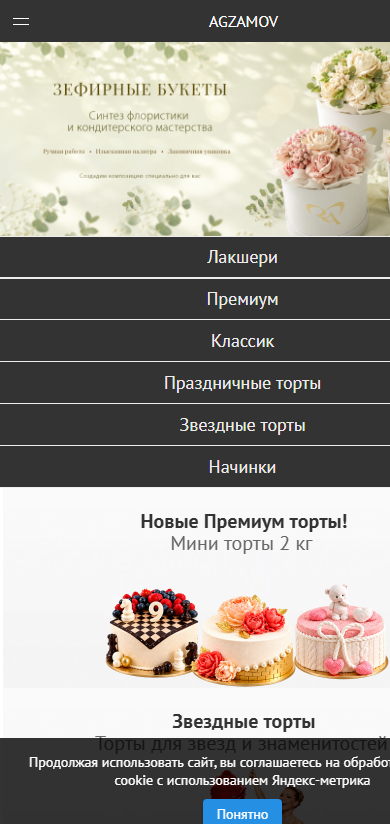 AGZAMOV
ЗЕФИРНЫЕ БУКЕТЫ
Синтез флористики
и кондитерского мастерства
Ручная работа • Изысканная палитра • Лаконичная упаковка
Создадим композицию специально для вас
Лакшери
Премиум
Классик
Праздничные торты
Звездные торты
Начинки
Новые Премиум торты!
Мини торты 2 кг
19
Звездные торты
Торты для звезд и знаменитостей
Продолжая использовать сайт, вы соглашаетесь на обработ
cookie с использованием Яндекс-метрика
Понятно